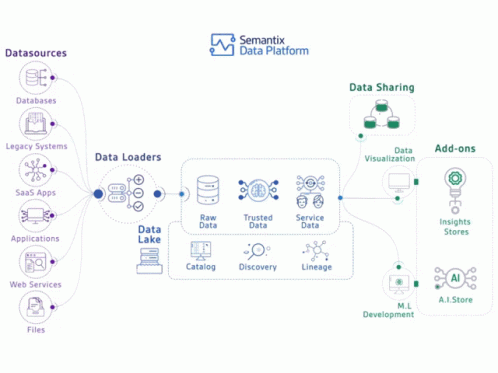 Semantix
Data Platform
Datasources
Databases
Legacy Systems
SaaS Apps
Applications
Web Services
Files
Data Loaders
Data
Lake
Raw
Data
Trusted
Data
Service
Data
Catalog
Discovery
Lineage
Data Sharing
Data
Visualization
M.L
Development
Add-ons
Insights
Stores
AI
A.I.Store